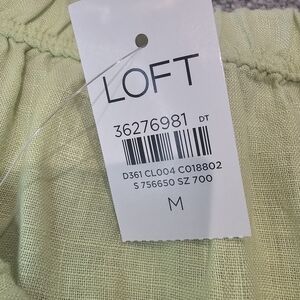 LOFT
36276981 DT
D361 CL004 C018802
S 756650 SZ 700
M